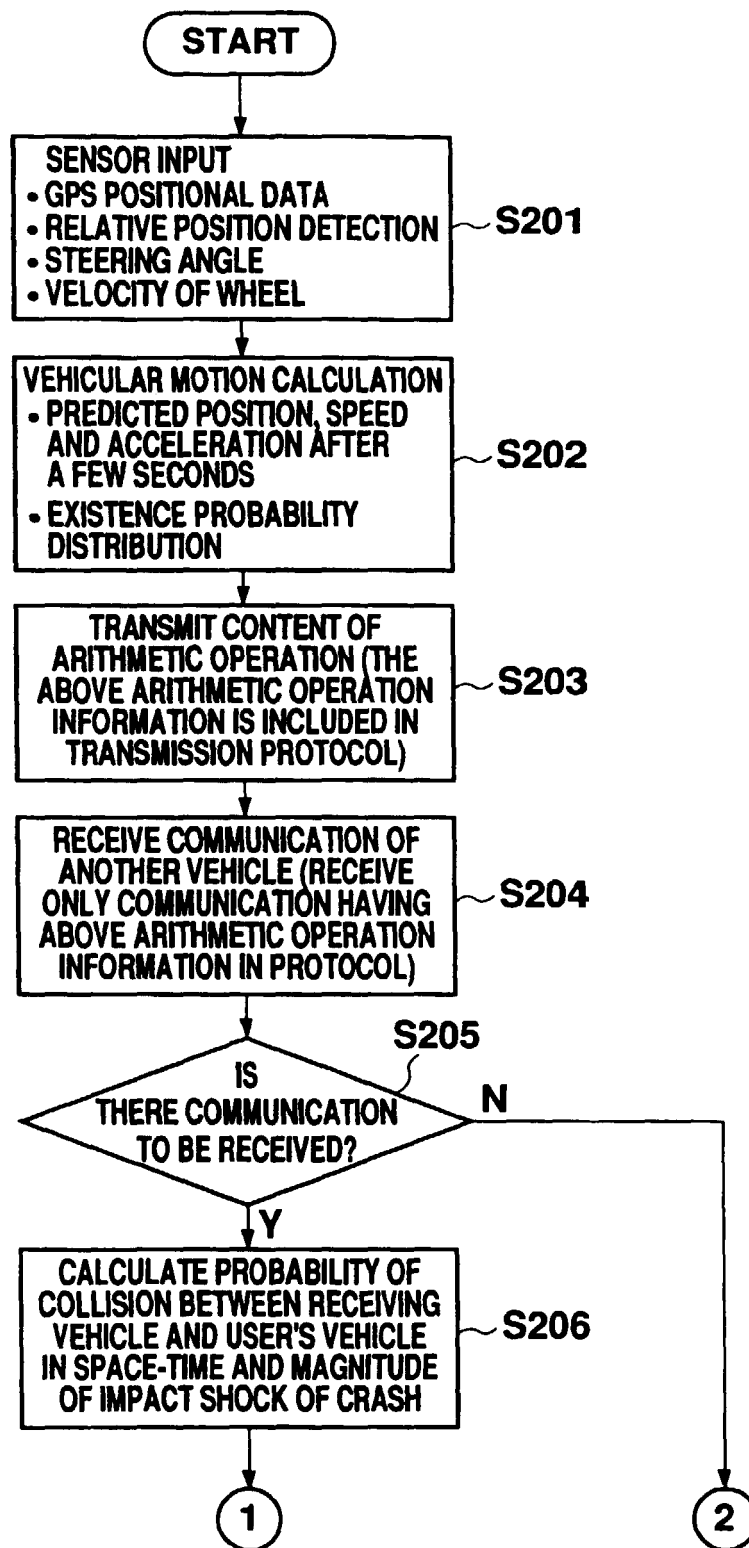 START
SENSOR INPUT
• GPS POSITIONAL DATA
• RELATIVE POSITION DETECTION
• STEERING ANGLE
• VELOCITY OF WHEEL
S201
VEHICULAR MOTION CALCULATION
• PREDICTED POSITION, SPEED
AND ACCELERATION AFTER
A FEW SECONDS
• EXISTENCE PROBABILITY
DISTRIBUTION
S202
TRANSMIT CONTENT OF
ARITHMETIC OPERATION (THE
ABOVE ARITHMETIC OPERATION
INFORMATION IS INCLUDED IN
TRANSMISSION PROTOCOL)
S203
RECEIVE COMMUNICATION OF
ANOTHER VEHICLE (RECEIVE
ONLY COMMUNICATION HAVING
ABOVE ARITHMETIC OPERATION
INFORMATION IN PROTOCOL)
S204
S205
IS
THERE COMMUNICATION
TO BE RECEIVED?
N
Y
CALCULATE PROBABILITY OF
COLLISION BETWEEN RECEIVING
VEHICLE AND USER'S VEHICLE
IN SPACE-TIME AND MAGNITUDE
OF IMPACT SHOCK OF CRASH
S206
1
2